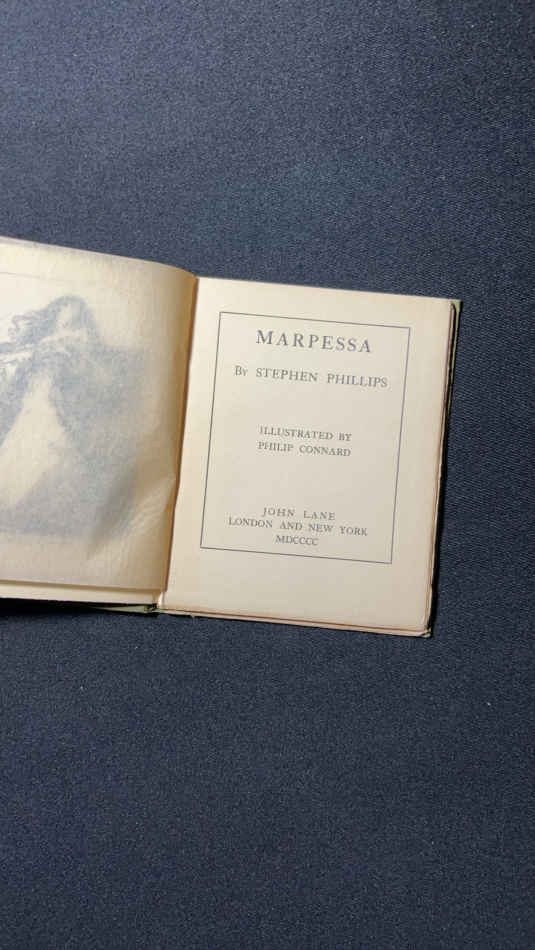 MARPESSA
By STEPHEN PHILLIPS
ILLUSTRATED BY
PHILIP CONNARD
JOHN LANE
LONDON AND NEW YORK
MDCCCC